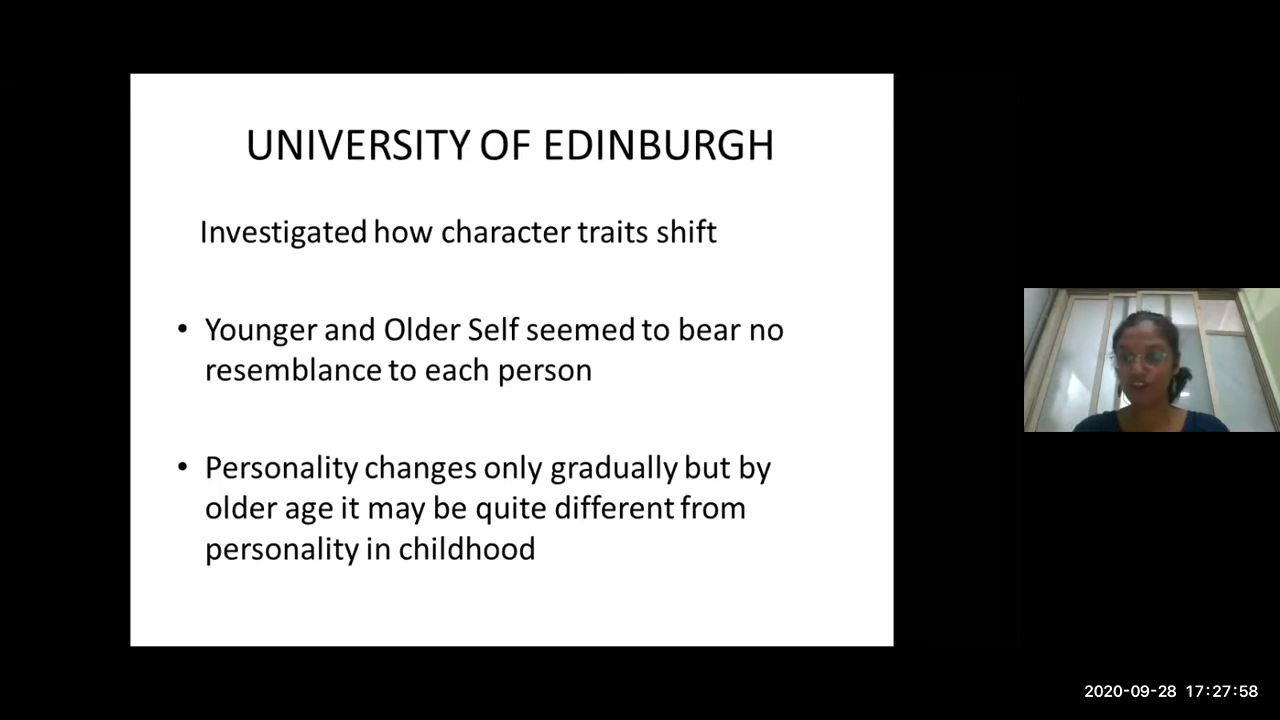 UNIVERSITY OF EDINBURGH
Investigated how character traits shift
• Younger and Older Self seemed to bear no
resemblance to each person
• Personality changes only gradually but by
older age it may be quite different from
personality in childhood
2020-09-28 17:27:58